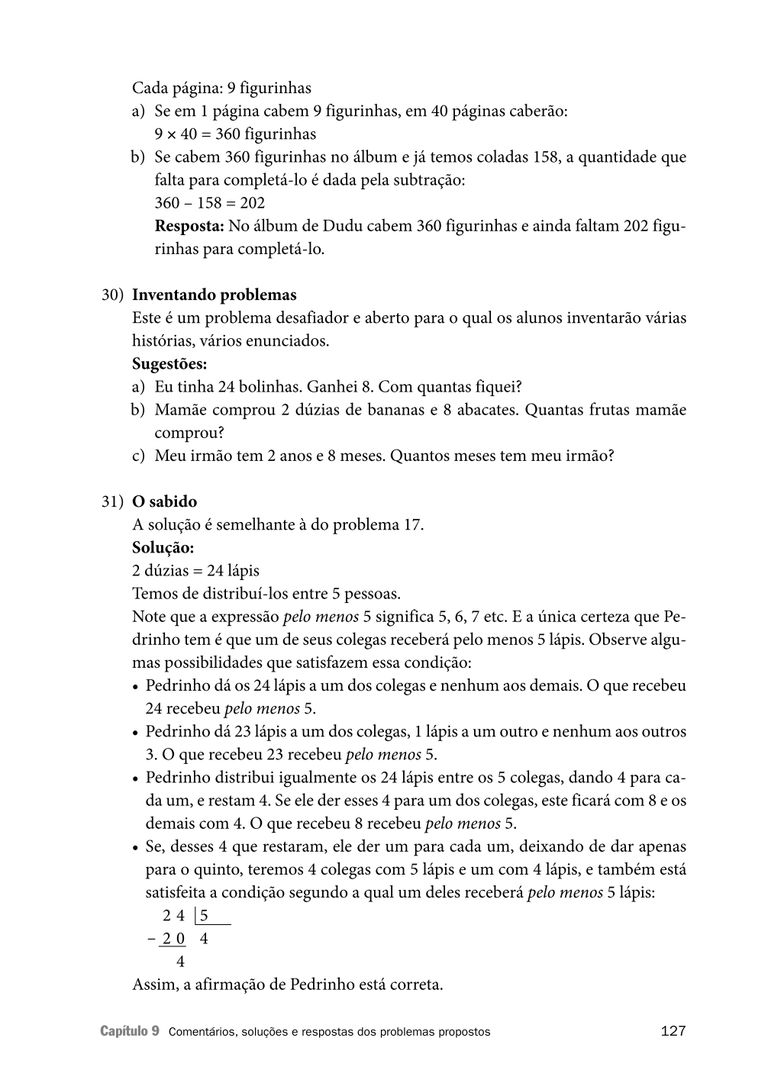 Cada página: 9 figurinhas
a) Se em 1 página cabem 9 figurinhas, em 40 páginas caberão:
9 × 40 = 360 figurinhas
b) Se cabem 360 figurinhas no álbum e já temos coladas 158, a quantidade que
falta para completá-lo é dada pela subtração:
360 – 158 = 202
Resposta: No álbum de Dudu cabem 360 figurinhas e ainda faltam 202 figu-
rinhas para completá-lo.
30) Inventando problemas
Este é um problema desafiador e aberto para o qual os alunos inventarão várias
histórias, vários enunciados.
Sugestões:
a) Eu tinha 24 bolinhas. Ganhei 8. Com quantas fiquei?
b) Mamãe comprou 2 dúzias de bananas e 8 abacates. Quantas frutas mamãe
comprou?
c) Meu irmão tem 2 anos e 8 meses. Quantos meses tem meu irmão?
31) O sabido
A solução é semelhante à do problema 17.
Solução:
2 dúzias = 24 lápis
Temos de distribuí-los entre 5 pessoas.
Note que a expressão pelo menos 5 significa 5, 6, 7 etc. E a única certeza que Pe-
drinho tem é que um de seus colegas receberá pelo menos 5 lápis. Observe algu-
mas possibilidades que satisfazem essa condição:
• Pedrinho dá os 24 lápis a um dos colegas e nenhum aos demais. O que recebeu
24 recebeu pelo menos 5.
• Pedrinho dá 23 lápis a um dos colegas, 1 lápis a um outro e nenhum aos outros
3. O que recebeu 23 recebeu pelo menos 5.
• Pedrinho distribui igualmente os 24 lápis entre os 5 colegas, dando 4 para ca-
da um, e restam 4. Se ele der esses 4 para um dos colegas, este ficará com 8 e os
demais com 4. O que recebeu 8 recebeu pelo menos 5.
• Se, desses 4 que restaram, ele der um para cada um, deixando de dar apenas
para o quinto, teremos 4 colegas com 5 lápis e um com 4 lápis, e também está
satisfeita a condição segundo a qual um deles receberá pelo menos 5 lápis:
2 4 | 5
– 2 0 4
4
Assim, a afirmação de Pedrinho está correta.
Capítulo 9 Comentários, soluções e respostas dos problemas propostos 127